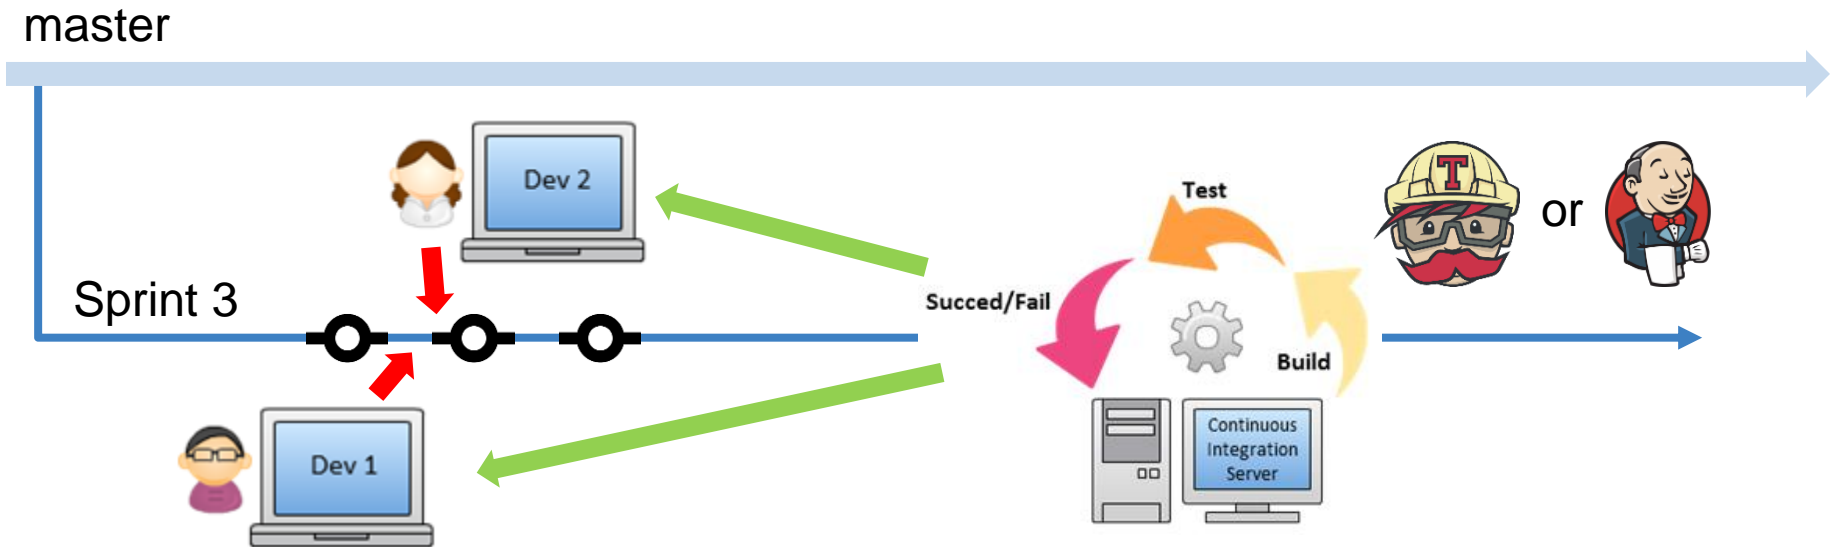 master
Dev 2
Test
T
or
Sprint 3
Succed/Fail
Build
Dev 1
Continuous
Integration
Server